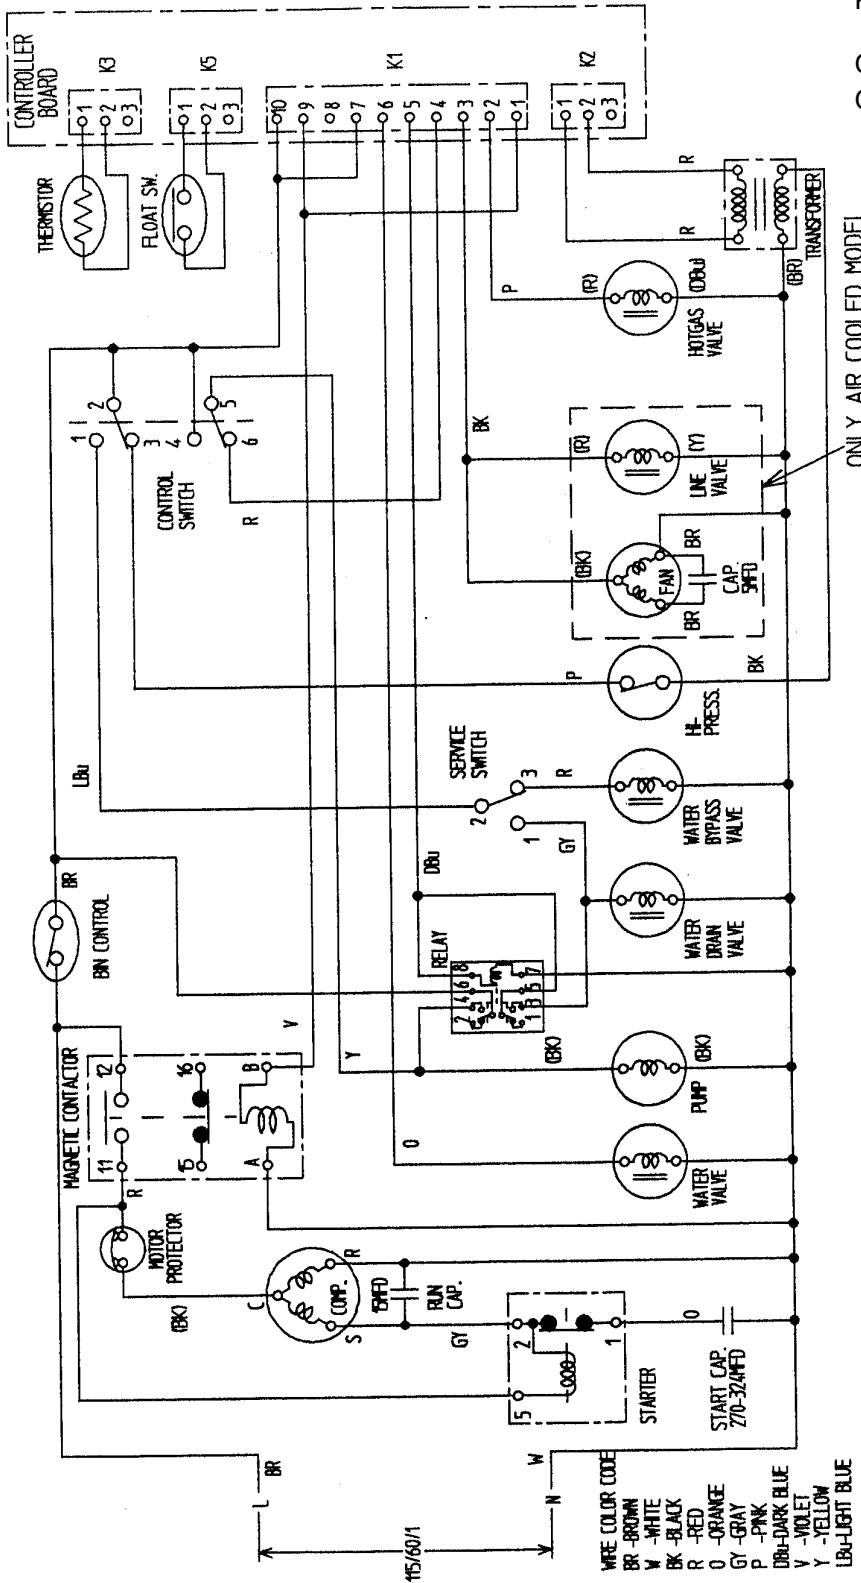 CONTROLLER
BOARD
K3
K5
K1
K2
1
2
3
1
2
3
10
9
8
7
6
5
4
3
2
1
1
2
3
THERMISTOR
FLOAT SW.
R
R
TRANSFORMER
(BR)
P
(R)
(DBu)
HOTGAS
VALVE
1
2
3
4
5
6
CONTROL
SWITCH
R
BK
(R)
(Y)
LINE
VALVE
(BK)
FAN
BR
BR
CAP.
5MFD
ONLY AIR COOLED MODEL
P
BK
HI-
PRESS.
LBu
SERVICE
SWITCH
2
3
1
R
GY
WATER
BYPASS
VALVE
BR
BIN CONTROL
DBu
RELAY
8
6
4
2
7
5
3
1
WATER
DRAIN
VALVE
MAGNETIC CONTACTOR
12
11
16
15
B
A
V
Y
(BK)
(BK)
PUMP
O
WATER
VALVE
R
MOTOR
PROTECTOR
(BK)
C
R
S
COMP.
15MFD
RUN
CAP.
GY
2
1
5
STARTER
O
START CAP.
270-324MFD
L
BR
N
W
115/60/1
WIRE COLOR CODE
BR -BROWN
W -WHITE
BK -BLACK
R -RED
O -ORANGE
GY -GRAY
P -PINK
DBu-DARK BLUE
V -VIOLET
Y -YELLOW
LBu-LIGHT BLUE